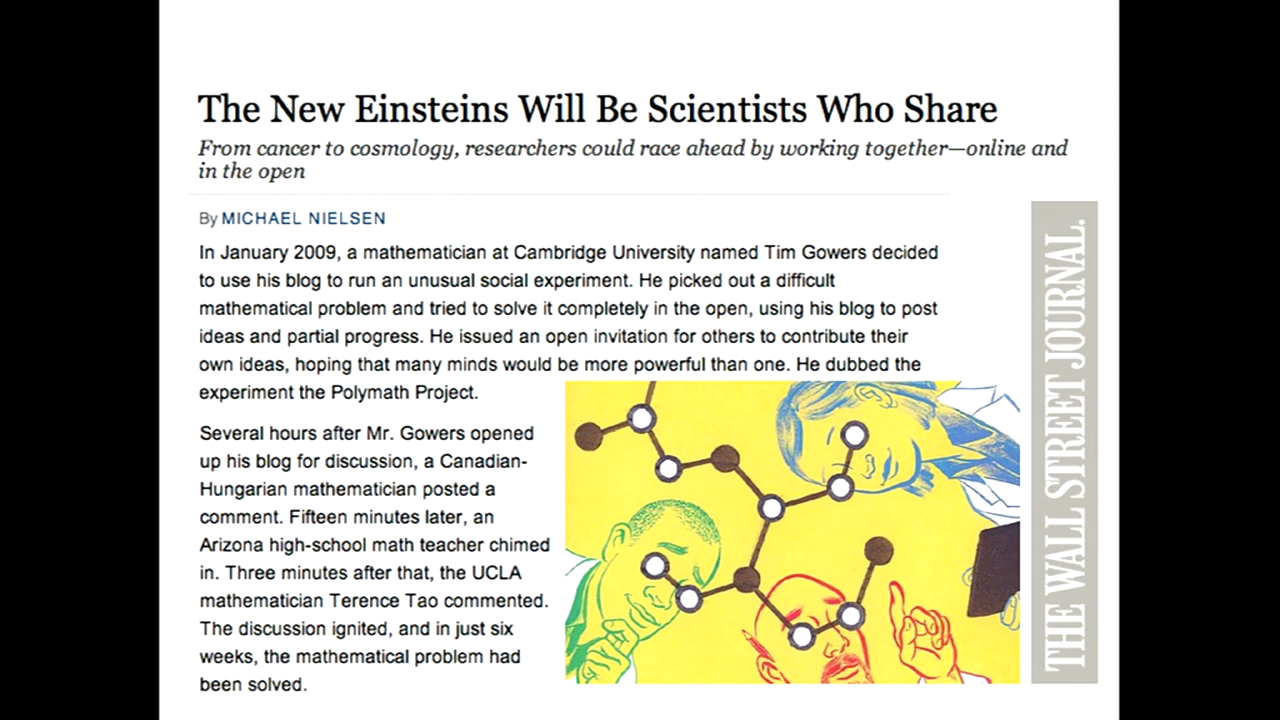 The New Einsteins Will Be Scientists Who Share
From cancer to cosmology, researchers could race ahead by working together—online and
in the open
By MICHAEL NIELSEN
In January 2009, a mathematician at Cambridge University named Tim Gowers decided
to use his blog to run an unusual social experiment. He picked out a difficult
mathematical problem and tried to solve it completely in the open, using his blog to post
ideas and partial progress. He issued an open invitation for others to contribute their
own ideas, hoping that many minds would be more powerful than one. He dubbed the
experiment the Polymath Project.
Several hours after Mr. Gowers opened
up his blog for discussion, a Canadian-
Hungarian mathematician posted a
comment. Fifteen minutes later, an
Arizona high-school math teacher chimed
in. Three minutes after that, the UCLA
mathematician Terence Tao commented.
The discussion ignited, and in just six
weeks, the mathematical problem had
been solved.
THE WALL STREET JOURNAL.